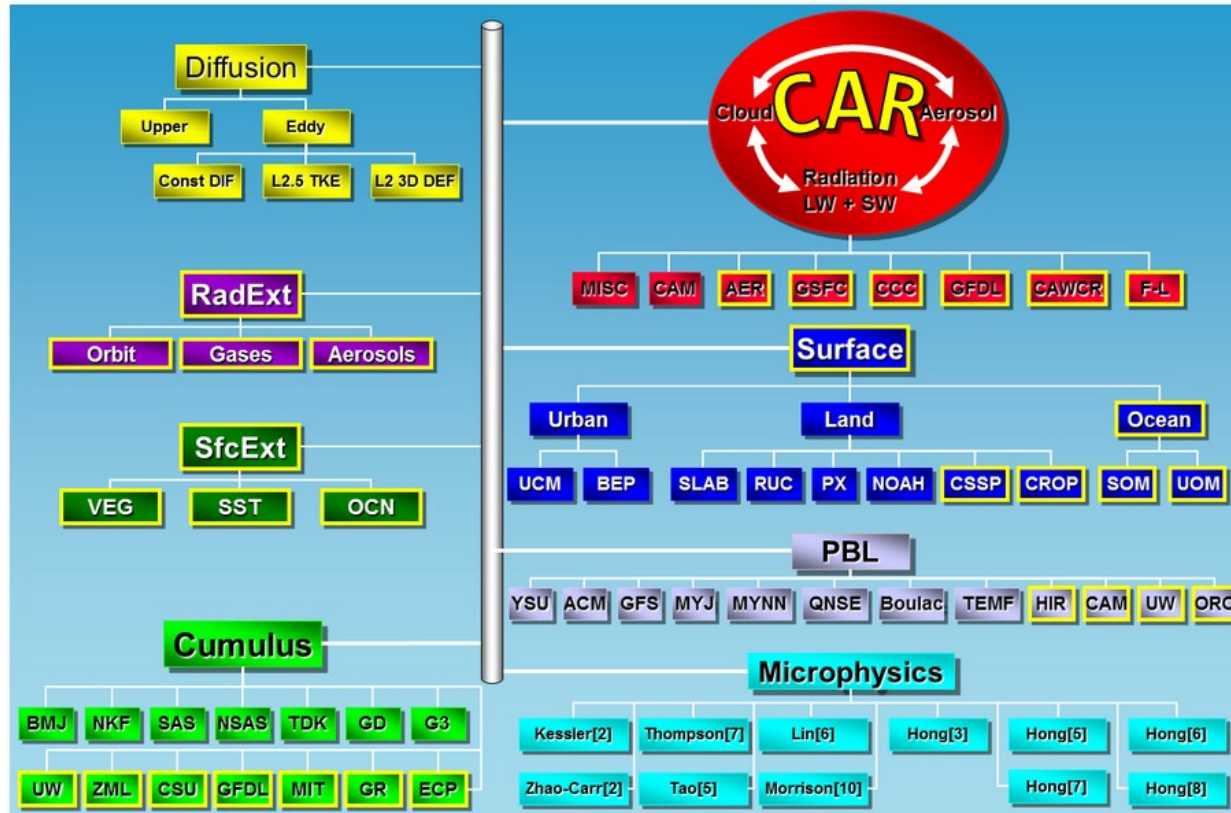 Diffusion
Upper
Eddy
Const DIF
L2.5 TKE
L2 3D DEF
RadExt
Orbit
Gases
Aerosols
SfcExt
VEG
SST
OCN
Cumulus
BMJ
NKF
SAS
NSAS
TDK
GD
G3
UW
ZML
CSU
GFDL
MIT
GR
ECP
CAR
Cloud
Aerosol
Radiation
LW + SW
MISC
CAM
AER
GSFC
CCC
GFDL
CAWCR
F-L
Surface
Urban
Land
Ocean
UCM
BEP
SLAB
RUC
PX
NOAH
CSSP
CROP
SOM
UOM
PBL
YSU
ACM
GFS
MYJ
MYNN
QNSE
Boulac
TEMF
HIR
CAM
UW
ORO
Microphysics
Kessler[2]
Thompson[7]
Lin[6]
Hong[3]
Hong[5]
Hong[6]
Zhao-Carr[2]
Tao[5]
Morrison[10]
Hong[7]
Hong[8]